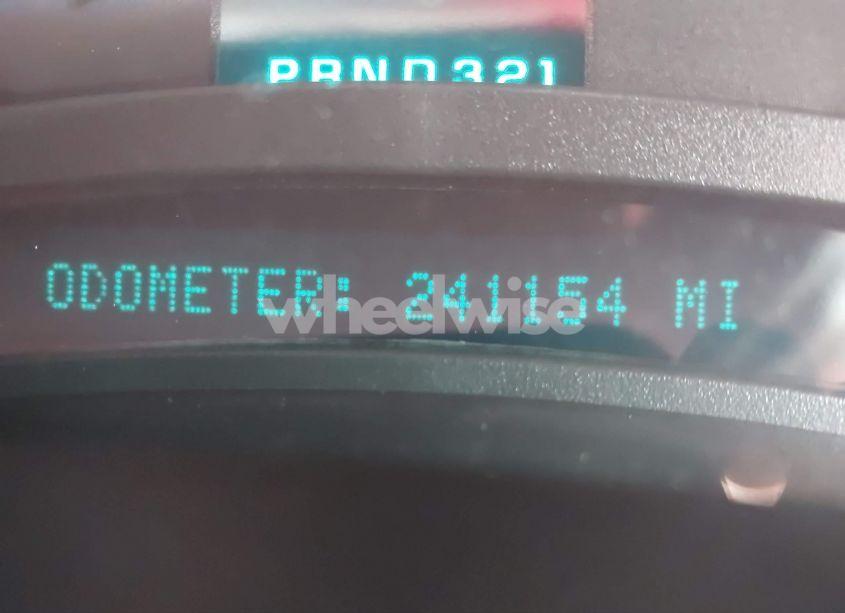 PRND321
ODOMETER: 241154 MI
wheelwise